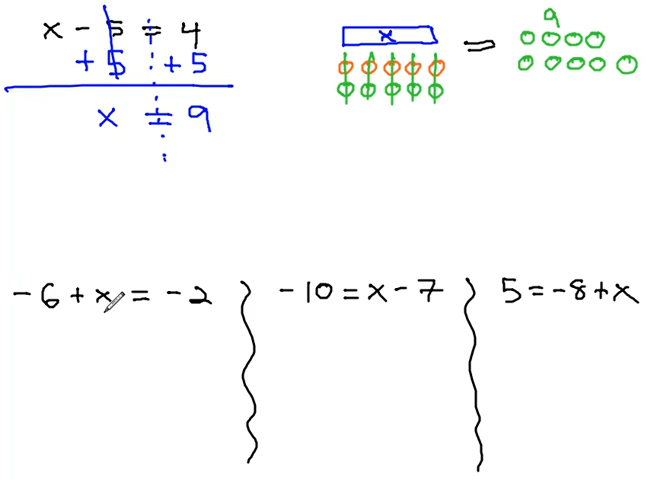 x - 5 = 4
+ 5 + 5
x = 9
x = 9
-6 + x = -2
-10 = x - 7
5 = -8 + x